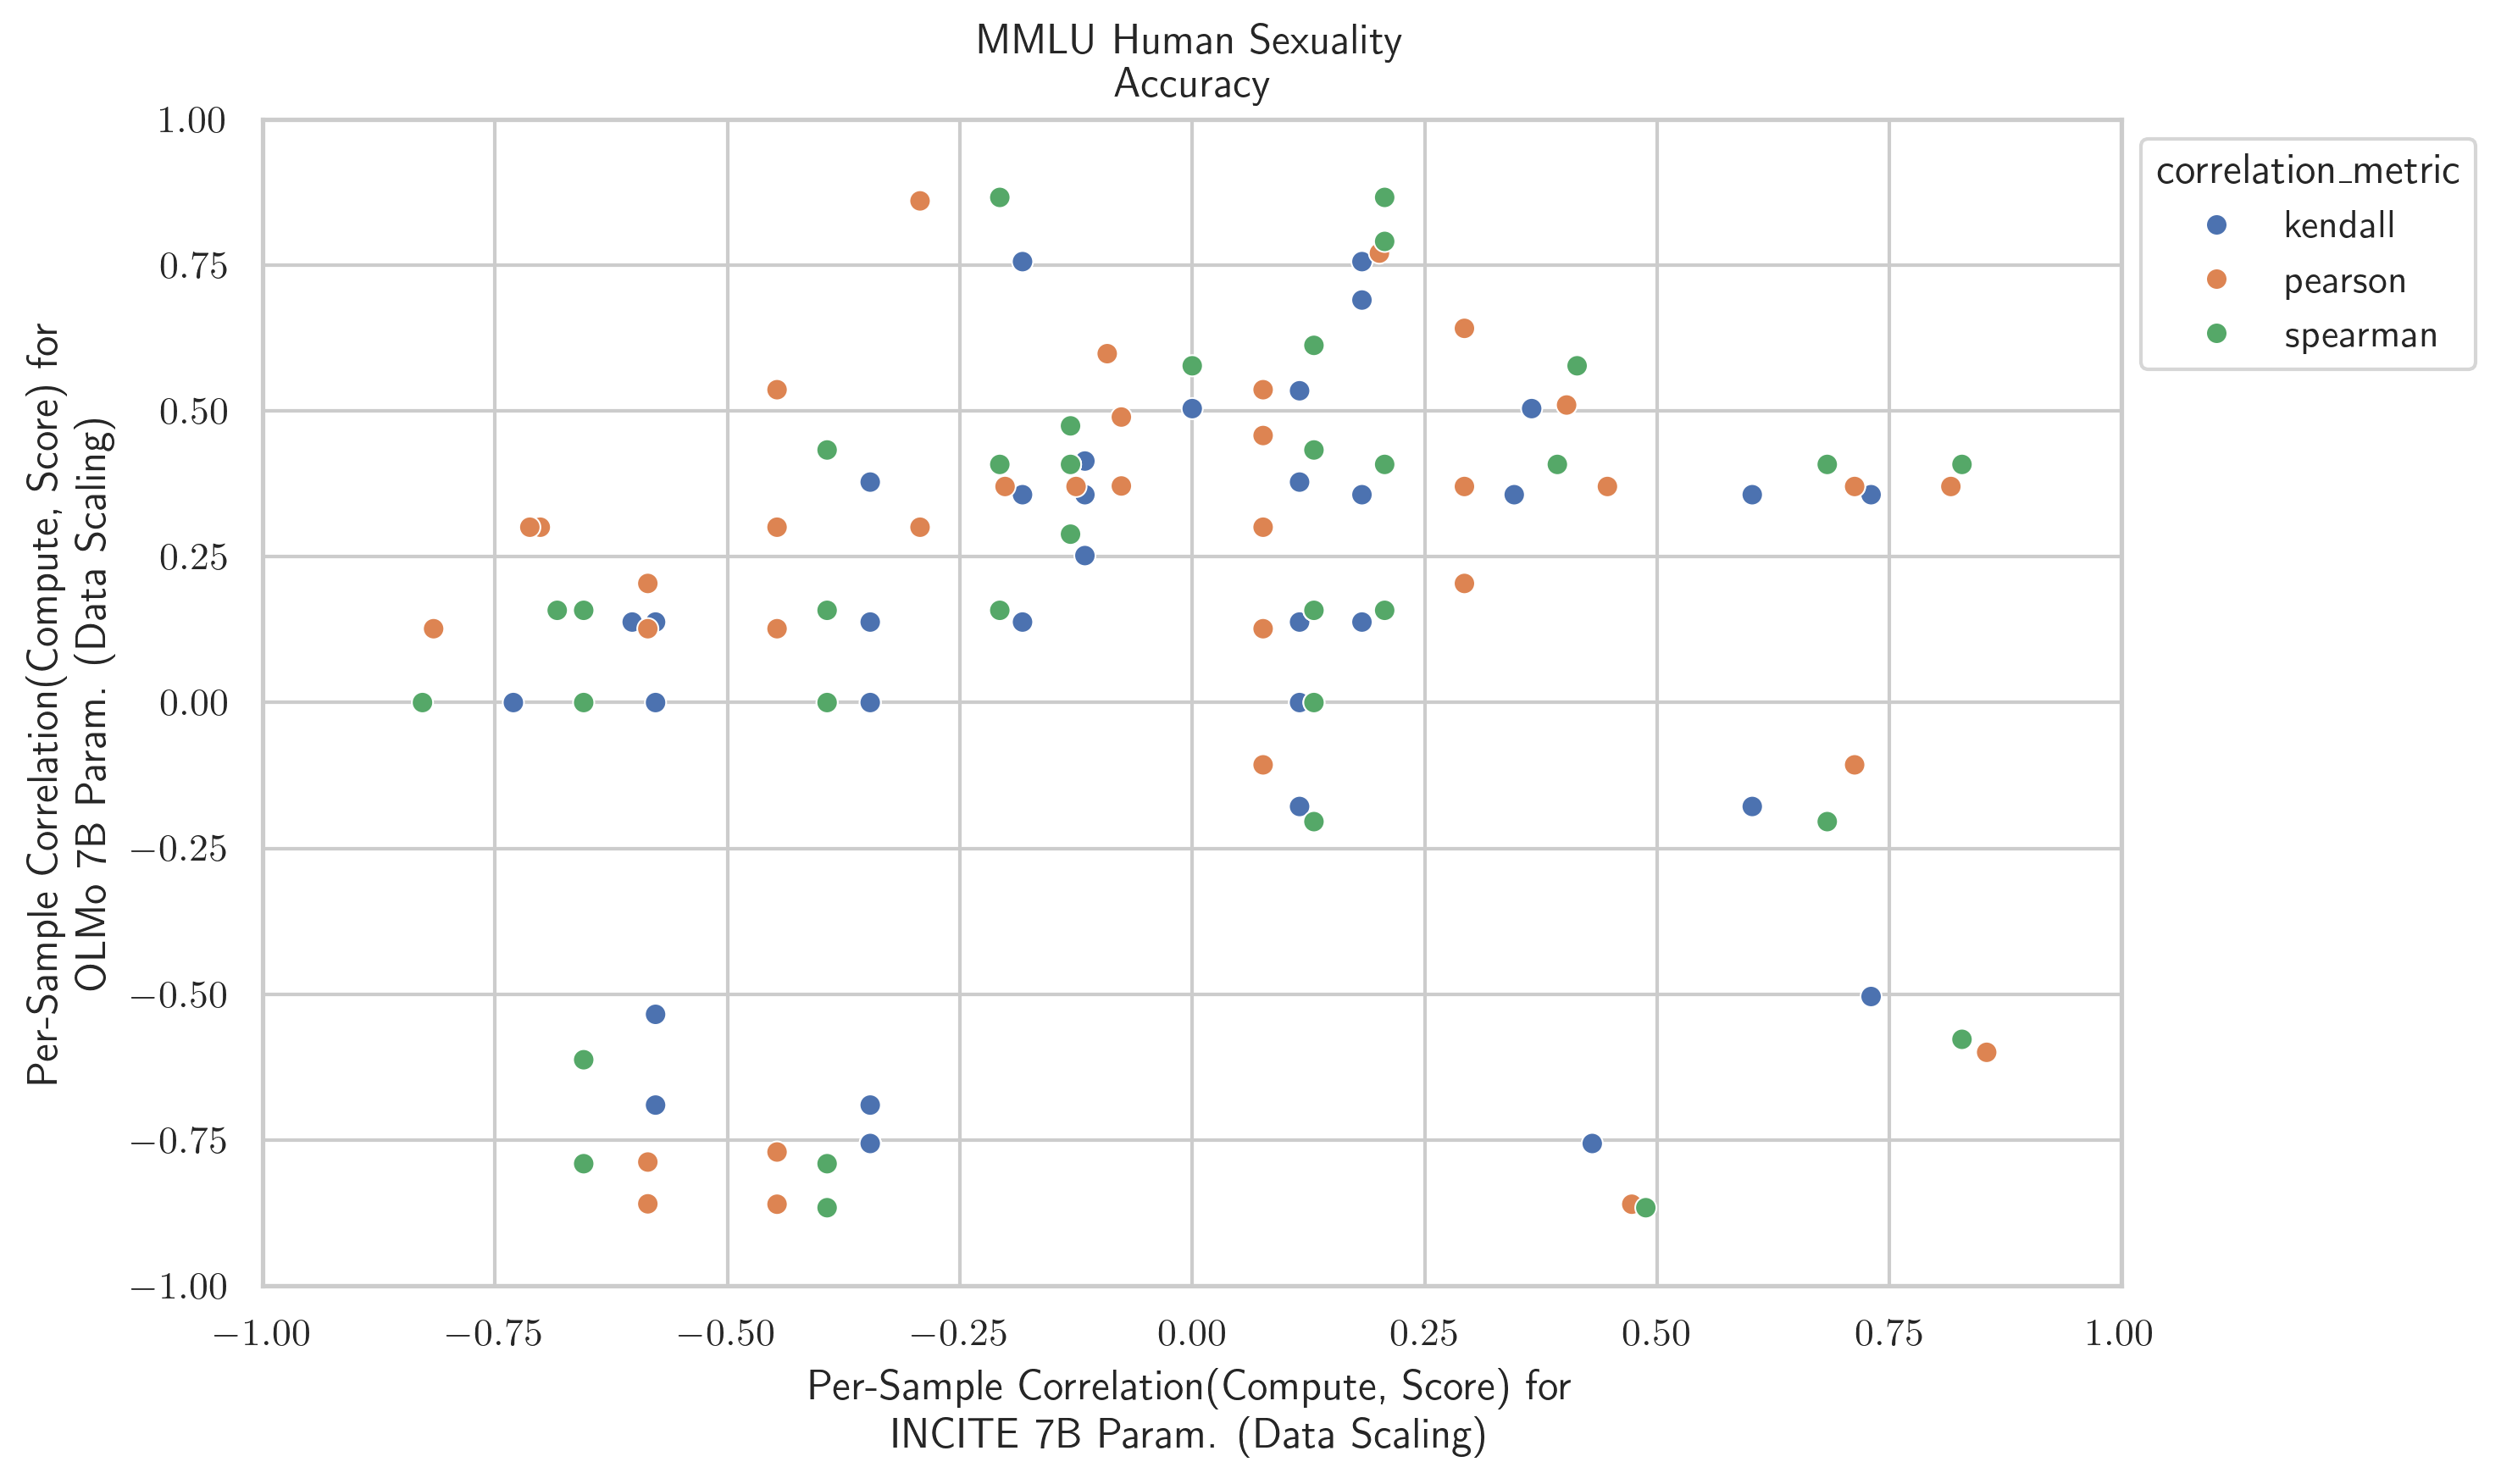 MMLU Human Sexuality
Accuracy
1.00
0.75
0.50
0.25
0.00
−0.25
−0.50
−0.75
−1.00
Per-Sample Correlation(Compute, Score) for
OLMo 7B Param. (Data Scaling)
−1.00
−0.75
−0.50
−0.25
0.00
0.25
0.50
0.75
1.00
Per-Sample Correlation(Compute, Score) for
INCITE 7B Param. (Data Scaling)
correlation_metric
kendall
pearson
spearman